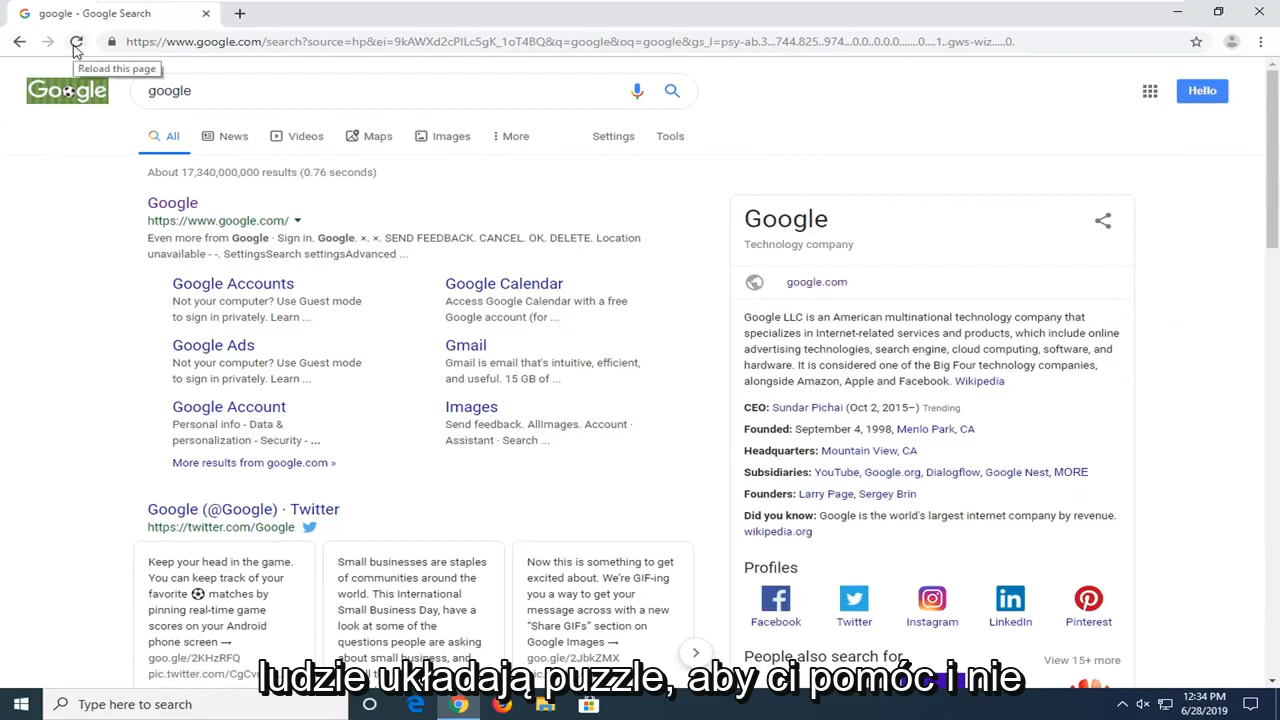 google - Google Search
https://www.google.com/search?source=hp&ei=9kAWXd2cPILc5gK_1oT4BQ&q=google&oq=google&gs_l=psy-ab.3...744.825..974...0.0..0.0.0.......0....1..gws-wiz.....0.
Reload this page
Google
google
Hello
All News Videos Maps Images More Settings Tools
About 17,340,000,000 results (0.76 seconds)
Google
https://www.google.com/
Even more from Google · Sign in. Google. ×. ×. SEND FEEDBACK. CANCEL. OK. DELETE. Location
unavailable - -. SettingsSearch settingsAdvanced ...
Google Accounts
Not your computer? Use Guest mode
to sign in privately. Learn ...
Google Calendar
Access Google Calendar with a free
Google account (for ...
Google Ads
Not your computer? Use Guest mode
to sign in privately. Learn ...
Gmail
Gmail is email that's intuitive, efficient,
and useful. 15 GB of ...
Google Account
Personal info - Data &
personalization - Security - ...
Images
Send feedback. AllImages. Account ·
Assistant · Search ...
More results from google.com »
Google (@Google) · Twitter
https://twitter.com/Google
Keep your head in the game.
You can keep track of your
favorite ⚽ matches by
pinning real-time game
scores on your Android
phone screen →
goo.gle/2KHzRFQ
pic.twitter.com/CgCv
Small businesses are staples
of communities around the
world. This International
Small Business Day, have a
look at some of the
questions people are asking
about small business, and
Now this is something to get
excited about. We're GIF-ing
you a way to get your
message across with a new
"Share GIFs" section on
Google Images →
goo.gle/2JbkZMX
Google
Technology company
google.com
Google LLC is an American multinational technology company that
specializes in Internet-related services and products, which include online
advertising technologies, search engine, cloud computing, software, and
hardware. It is considered one of the Big Four technology companies,
alongside Amazon, Apple and Facebook. Wikipedia
CEO: Sundar Pichai (Oct 2, 2015–) Trending
Founded: September 4, 1998, Menlo Park, CA
Headquarters: Mountain View, CA
Subsidiaries: YouTube, Google.org, Dialogflow, Google Nest, MORE
Founders: Larry Page, Sergey Brin
Did you know: Google is the world's largest internet company by revenue.
wikipedia.org
Profiles
Facebook Twitter Instagram LinkedIn Pinterest
People also search for
View 15+ more
ludzie układają puzzle, aby ci pomóc i nie
Type here to search
12:34 PM
6/28/2019